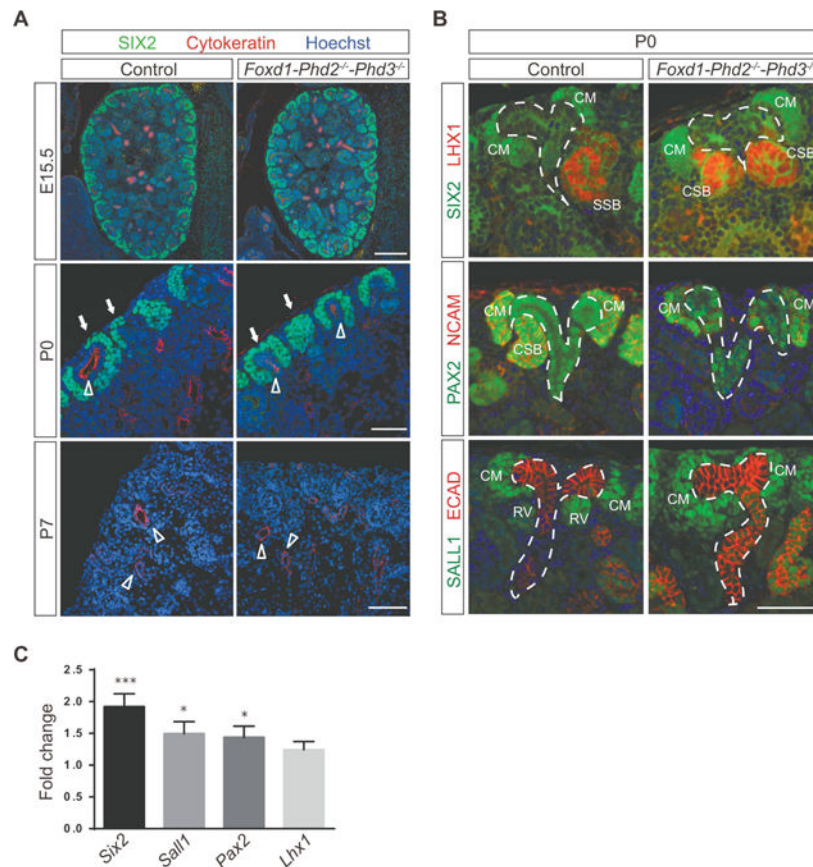 A
SIX2 Cytokeratin Hoechst
Control
Foxd1-Phd2-/--Phd3-/-
E15.5
P0
P7
B
P0
Control
Foxd1-Phd2-/--Phd3-/-
SIX2 LHX1
CM
CM
SSB
CM
CM
CSB
CSB
PAX2 NCAM
CM
CM
CSB
CM
CM
SALL1 ECAD
CM
CM
RV
RV
CM
CM
C
Fold change
2.5
2.0
1.5
1.0
0.5
0.0
***
*
*
Six2
Sall1
Pax2
Lhx1